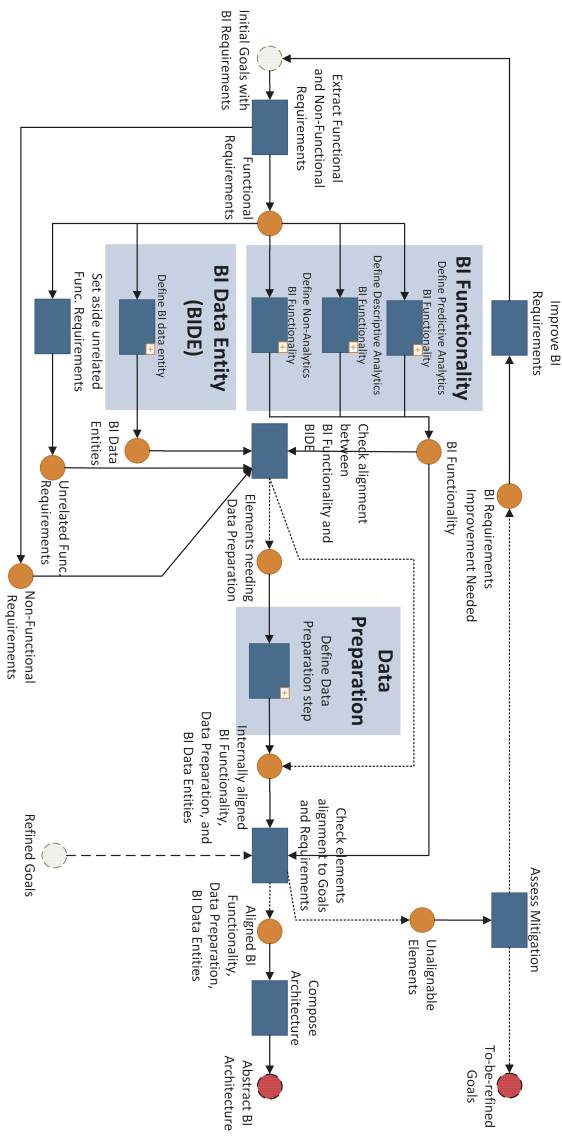 Improve BI
Requirements
BI Requirements
Improvement Needed
Assess Mitigation
To-be-refined
Goals
Unalignable
Elements
BI Functionality
Define Predictive Analytics
BI Functionality
Define Descriptive Analytics
BI Functionality
Define Non-Analytics
BI Functionality
BI Functionality
Extract Functional
and Non-Functional
Requirements
Initial Goals with
BI Requirements
Functional
Requirements
Check alignment
between
BI Functionality and
BIDE
Elements needing
Data Preparation
Data
Preparation
Define Data
Preparation step
Internally aligned
BI Functionality,
Data Preparation, and
BI Data Entities
Check elements
alignment to Goals
and Requirements
Aligned BI
Functionality,
Data Preparation,
BI Data Entities
Compose
Architecture
Abstract BI
Architecture
BI Data Entity
(BIDE)
Define BI data entity
BI Data
Entities
Set aside unrelated
Func. Requirements
Unrelated Func.
Requirements
Non-Functional
Requirements
Refined Goals